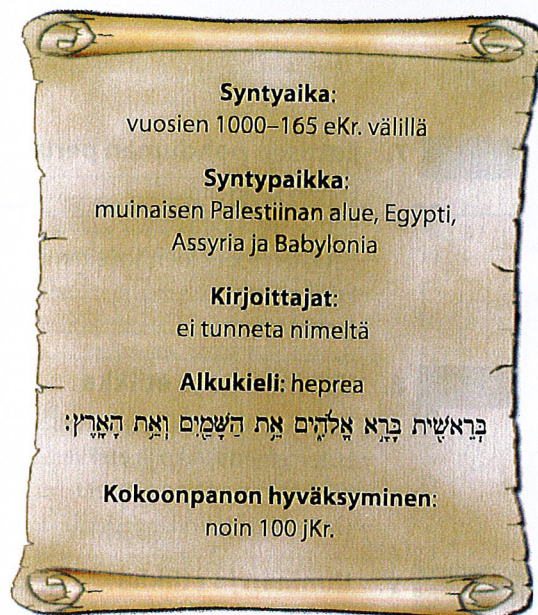 Syntyaika:
vuosien 1000–165 eKr. välillä
Syntypaikka:
muinaisen Palestiinan alue, Egypti,
Assyria ja Babylonia
Kirjoittajat:
ei tunneta nimeltä
Alkukieli: heprea
בְּרֵאשִׁ֖ית בָּרָ֣א אֱלֹהִ֑ים אֵ֥ת הַשָּׁמַ֖יִם וְאֵ֥ת הָאָֽרֶץ׃
Kokoonpanon hyväksyminen:
noin 100 jKr.